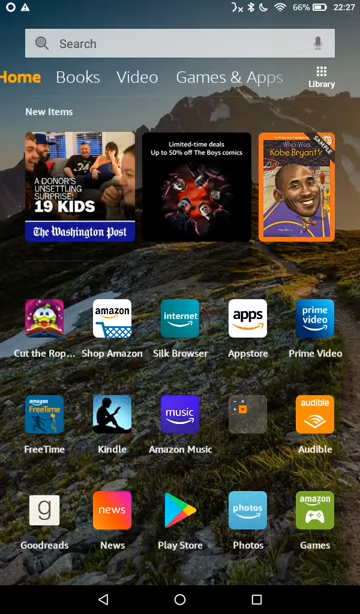 66% 22:27
Search
Home Books Video Games & Apps
Library
New Items
24
A DONOR'S
UNSETTLING
SURPRISE:
19 KIDS
The Washington Post
Limited-time deals
Up to 50% off The Boys comics
SAMPLE
Who Was
Kobe Bryant?
amazon
internet
apps
prime
video
Cut the Rop... Shop Amazon Silk Browser Appstore Prime Video
amazon
FreeTime
music
audible
FreeTime Kindle Amazon Music Audible
g
news
photos
amazon
Goodreads News Play Store Photos Games